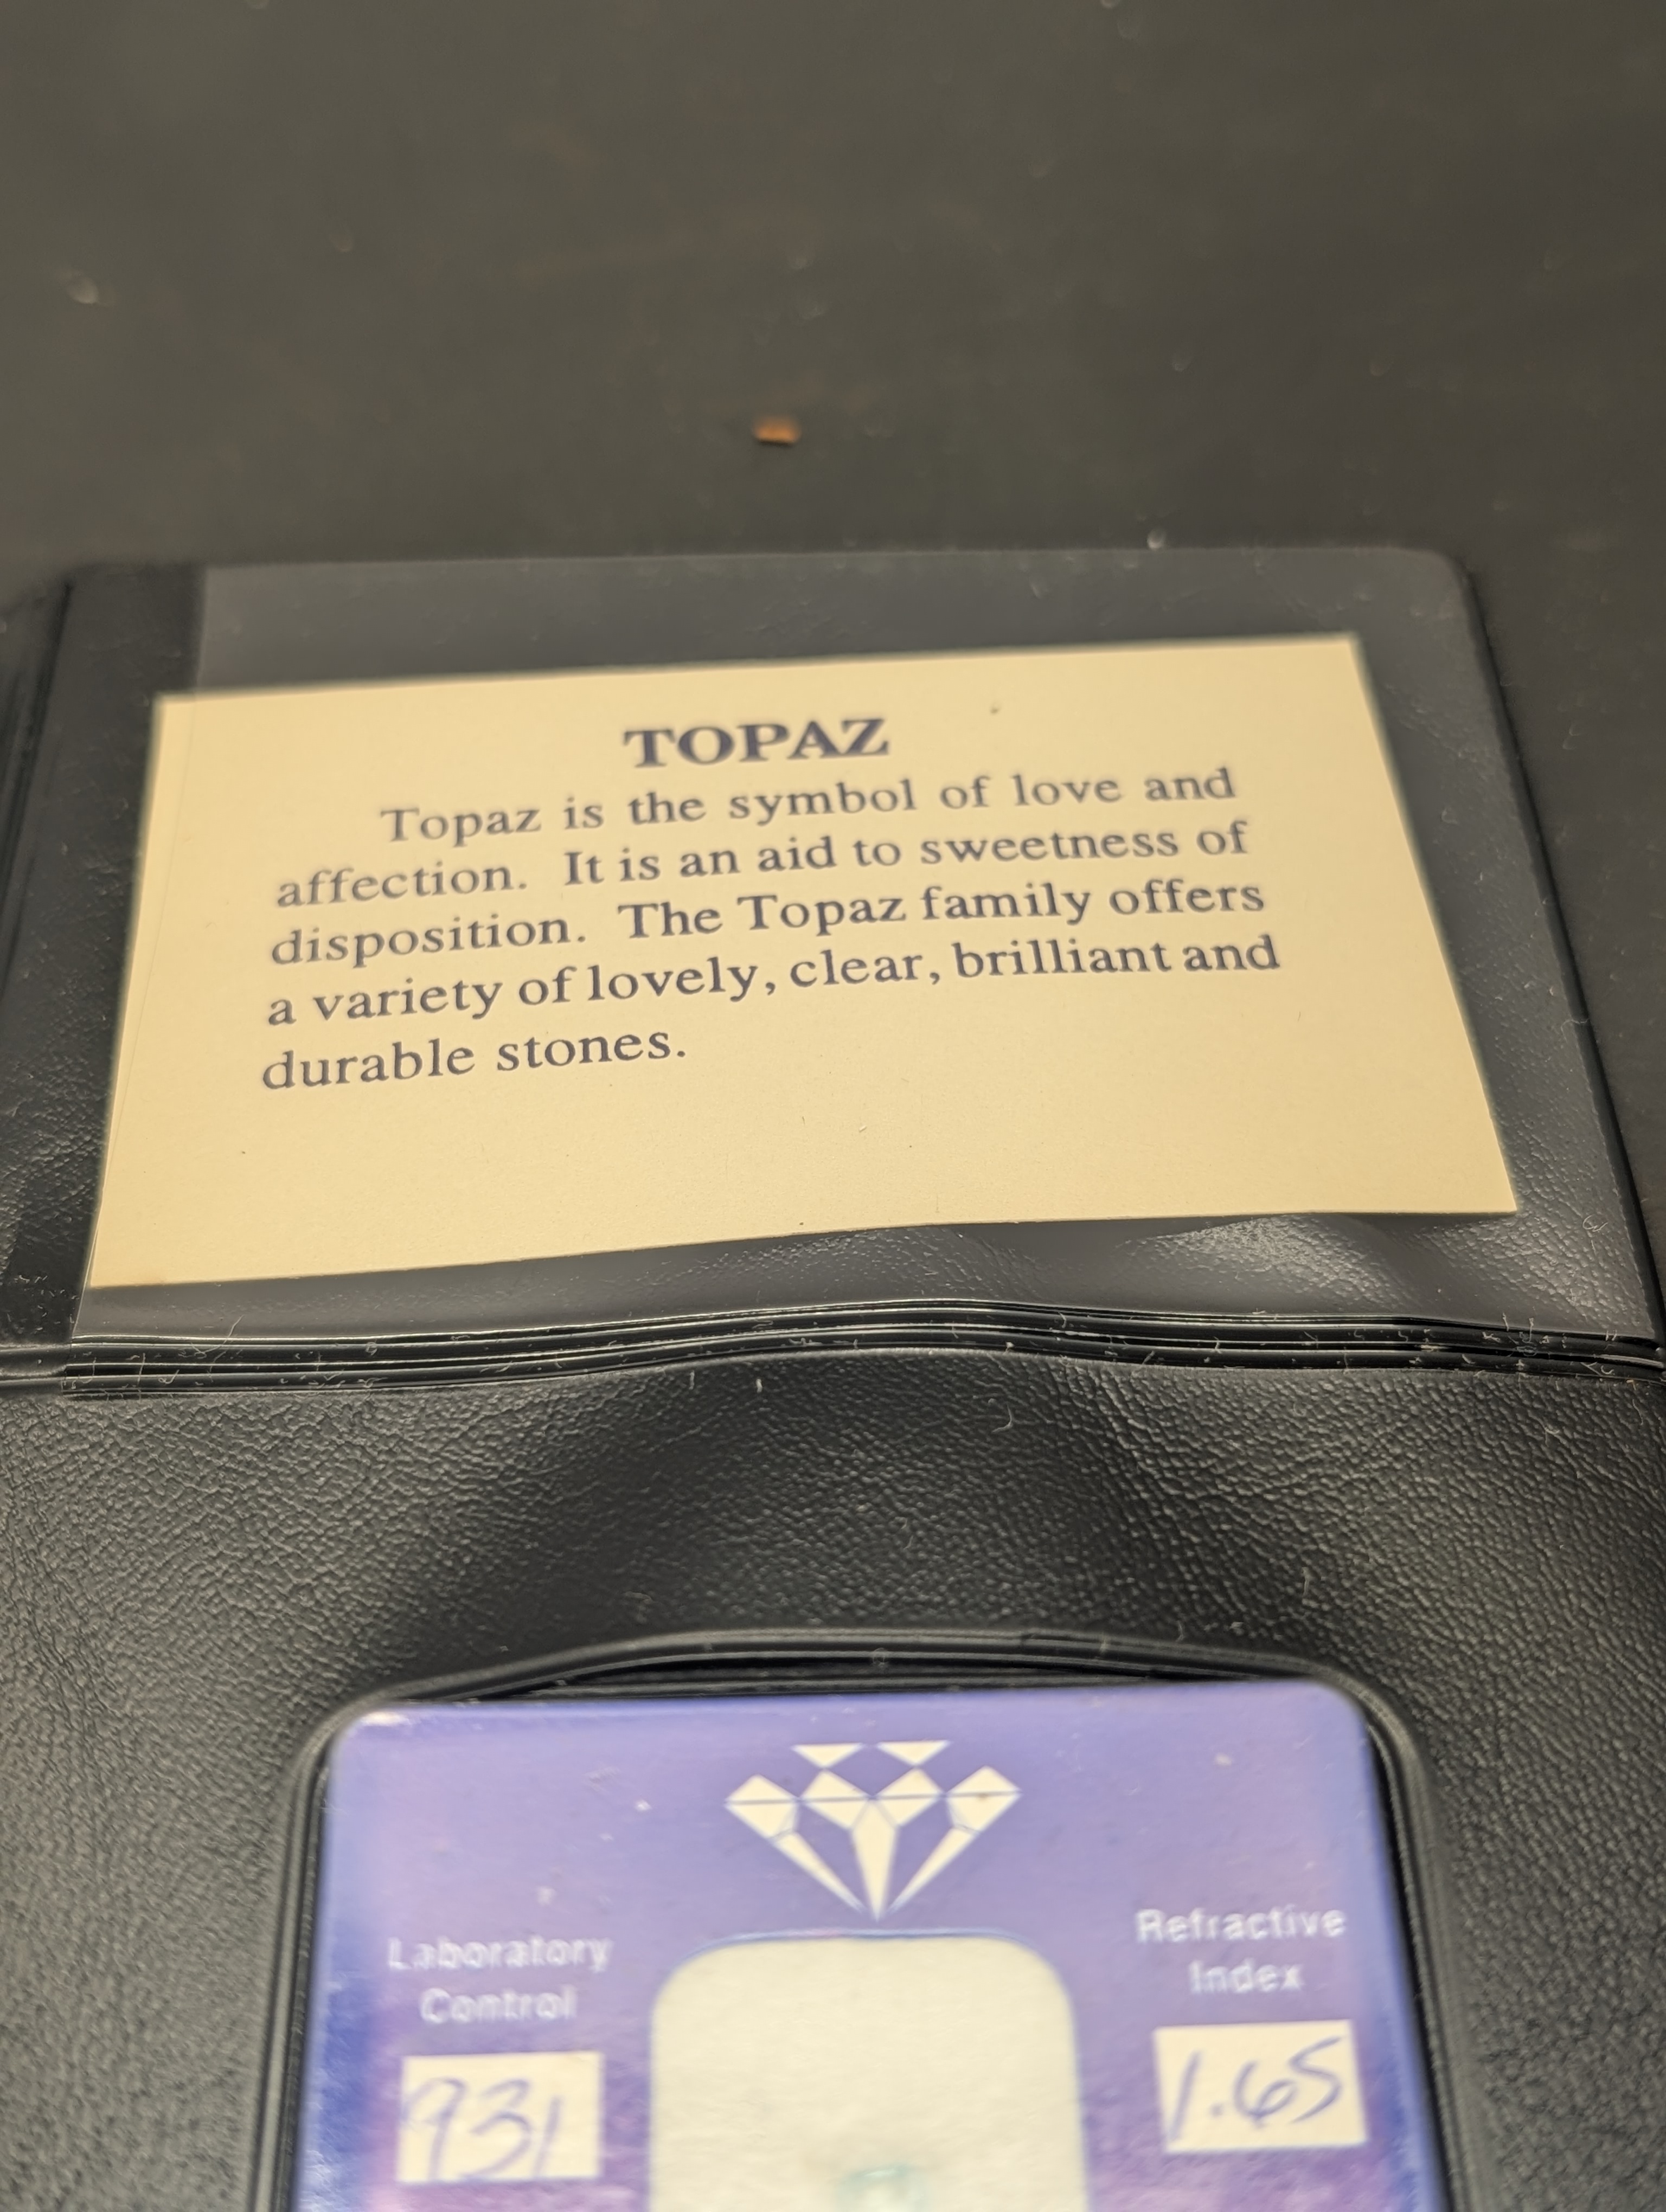 TOPAZ
Topaz is the symbol of love and
affection. It is an aid to sweetness of
disposition. The Topaz family offers
a variety of lovely, clear, brilliant and
durable stones.
Laboratory
Control
931
Refractive
Index
1.65